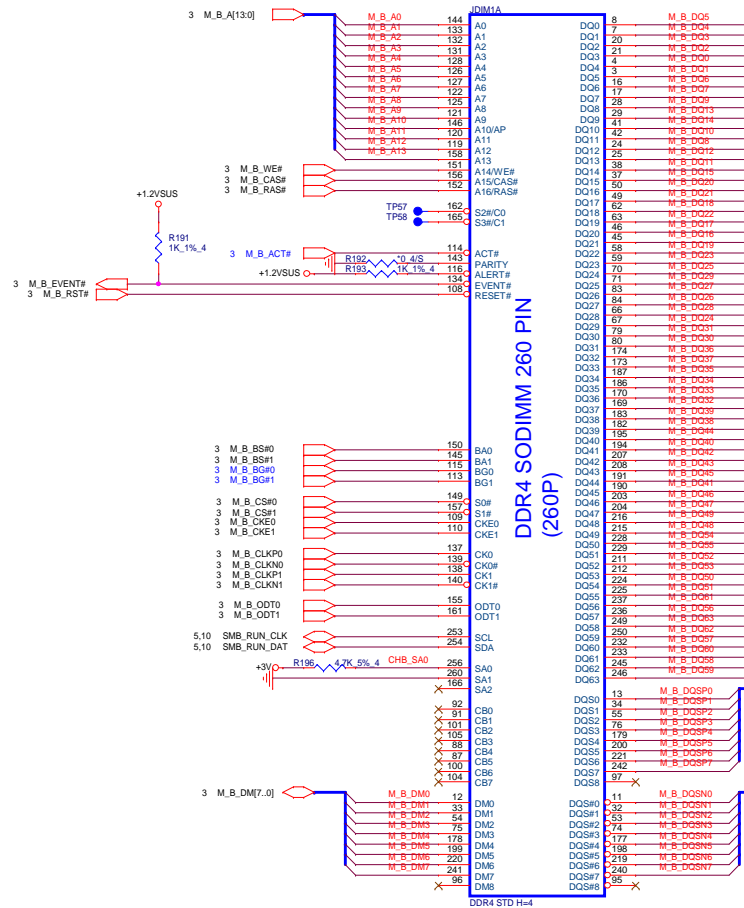 JDIM1A
3 M_B_A[13:0]
M_B_A0 144 A0
M_B_A1 133 A1
M_B_A2 132 A2
M_B_A3 131 A3
M_B_A4 128 A4
M_B_A5 126 A5
M_B_A6 127 A6
M_B_A7 122 A7
M_B_A8 125 A8
M_B_A9 121 A9
M_B_A10 146 A10/AP
M_B_A11 120 A11
M_B_A12 119 A12
M_B_A13 158 A13
3 M_B_WE# 151 A14/WE#
3 M_B_CAS# 156 A15/CAS#
3 M_B_RAS# 152 A16/RAS#
TP57 162 S2#/C0
TP58 165 S3#/C1
+1.2VSUS
R191
1K_1%_4
3 M_B_ACT# 114 ACT#
R192 *0_4/S 143 PARITY
+1.2VSUS R193 1K_1%_4 116 ALERT#
3 M_B_EVENT# 134 EVENT#
3 M_B_RST# 108 RESET#
DDR4 SODIMM 260 PIN
(260P)
3 M_B_BS#0 150 BA0
3 M_B_BS#1 145 BA1
3 M_B_BG#0 115 BG0
3 M_B_BG#1 113 BG1
3 M_B_CS#0 149 S0#
3 M_B_CS#1 157 S1#
3 M_B_CKE0 109 CKE0
3 M_B_CKE1 110 CKE1
3 M_B_CLKP0 137 CK0
3 M_B_CLKN0 139 CK0#
3 M_B_CLKP1 138 CK1
3 M_B_CLKN1 140 CK1#
3 M_B_ODT0 155 ODT0
3 M_B_ODT1 161 ODT1
5,10 SMB_RUN_CLK 253 SCL
5,10 SMB_RUN_DAT 254 SDA
+3V R196 4.7K_5%_4 CHB_SA0 256 SA0
260 SA1
166 SA2
92 CB0
91 CB1
101 CB2
105 CB3
88 CB4
87 CB5
100 CB6
104 CB7
3 M_B_DM[7..0]
M_B_DM0 12 DM0
M_B_DM1 33 DM1
M_B_DM2 54 DM2
M_B_DM3 75 DM3
M_B_DM4 178 DM4
M_B_DM5 199 DM5
M_B_DM6 220 DM6
M_B_DM7 241 DM7
96 DM8
DQ0 8 M_B_DQ5
DQ1 7 M_B_DQ4
DQ2 20 M_B_DQ3
DQ3 21 M_B_DQ2
DQ4 4 M_B_DQ0
DQ5 3 M_B_DQ1
DQ6 16 M_B_DQ6
DQ7 17 M_B_DQ7
DQ8 28 M_B_DQ9
DQ9 29 M_B_DQ13
DQ10 41 M_B_DQ14
DQ11 42 M_B_DQ10
DQ12 24 M_B_DQ8
DQ13 25 M_B_DQ12
DQ14 38 M_B_DQ11
DQ15 37 M_B_DQ15
DQ16 50 M_B_DQ20
DQ17 49 M_B_DQ21
DQ18 62 M_B_DQ18
DQ19 63 M_B_DQ22
DQ20 46 M_B_DQ17
DQ21 45 M_B_DQ16
DQ22 58 M_B_DQ19
DQ23 59 M_B_DQ23
DQ24 70 M_B_DQ25
DQ25 71 M_B_DQ29
DQ26 83 M_B_DQ27
DQ27 84 M_B_DQ26
DQ28 66 M_B_DQ28
DQ29 67 M_B_DQ24
DQ30 79 M_B_DQ31
DQ31 80 M_B_DQ30
DQ32 174 M_B_DQ36
DQ33 173 M_B_DQ37
DQ34 187 M_B_DQ35
DQ35 186 M_B_DQ34
DQ36 170 M_B_DQ33
DQ37 169 M_B_DQ32
DQ38 183 M_B_DQ39
DQ39 182 M_B_DQ38
DQ40 195 M_B_DQ44
DQ41 194 M_B_DQ40
DQ42 207 M_B_DQ42
DQ43 208 M_B_DQ43
DQ44 191 M_B_DQ45
DQ45 190 M_B_DQ41
DQ46 203 M_B_DQ46
DQ47 204 M_B_DQ47
DQ48 216 M_B_DQ49
DQ49 215 M_B_DQ48
DQ50 228 M_B_DQ54
DQ51 229 M_B_DQ55
DQ52 211 M_B_DQ52
DQ53 212 M_B_DQ53
DQ54 224 M_B_DQ50
DQ55 225 M_B_DQ51
DQ56 237 M_B_DQ61
DQ57 236 M_B_DQ56
DQ58 249 M_B_DQ63
DQ59 250 M_B_DQ62
DQ60 232 M_B_DQ57
DQ61 233 M_B_DQ60
DQ62 245 M_B_DQ58
DQ63 246 M_B_DQ59
DQS0 13 M_B_DQSP0
DQS1 34 M_B_DQSP1
DQS2 55 M_B_DQSP2
DQS3 76 M_B_DQSP3
DQS4 179 M_B_DQSP4
DQS5 200 M_B_DQSP5
DQS6 221 M_B_DQSP6
DQS7 242 M_B_DQSP7
DQS8 97
DQS#0 11 M_B_DQSN0
DQS#1 32 M_B_DQSN1
DQS#2 53 M_B_DQSN2
DQS#3 74 M_B_DQSN3
DQS#4 177 M_B_DQSN4
DQS#5 198 M_B_DQSN5
DQS#6 219 M_B_DQSN6
DQS#7 240 M_B_DQSN7
DQS#8 95
DDR4 STD H=4